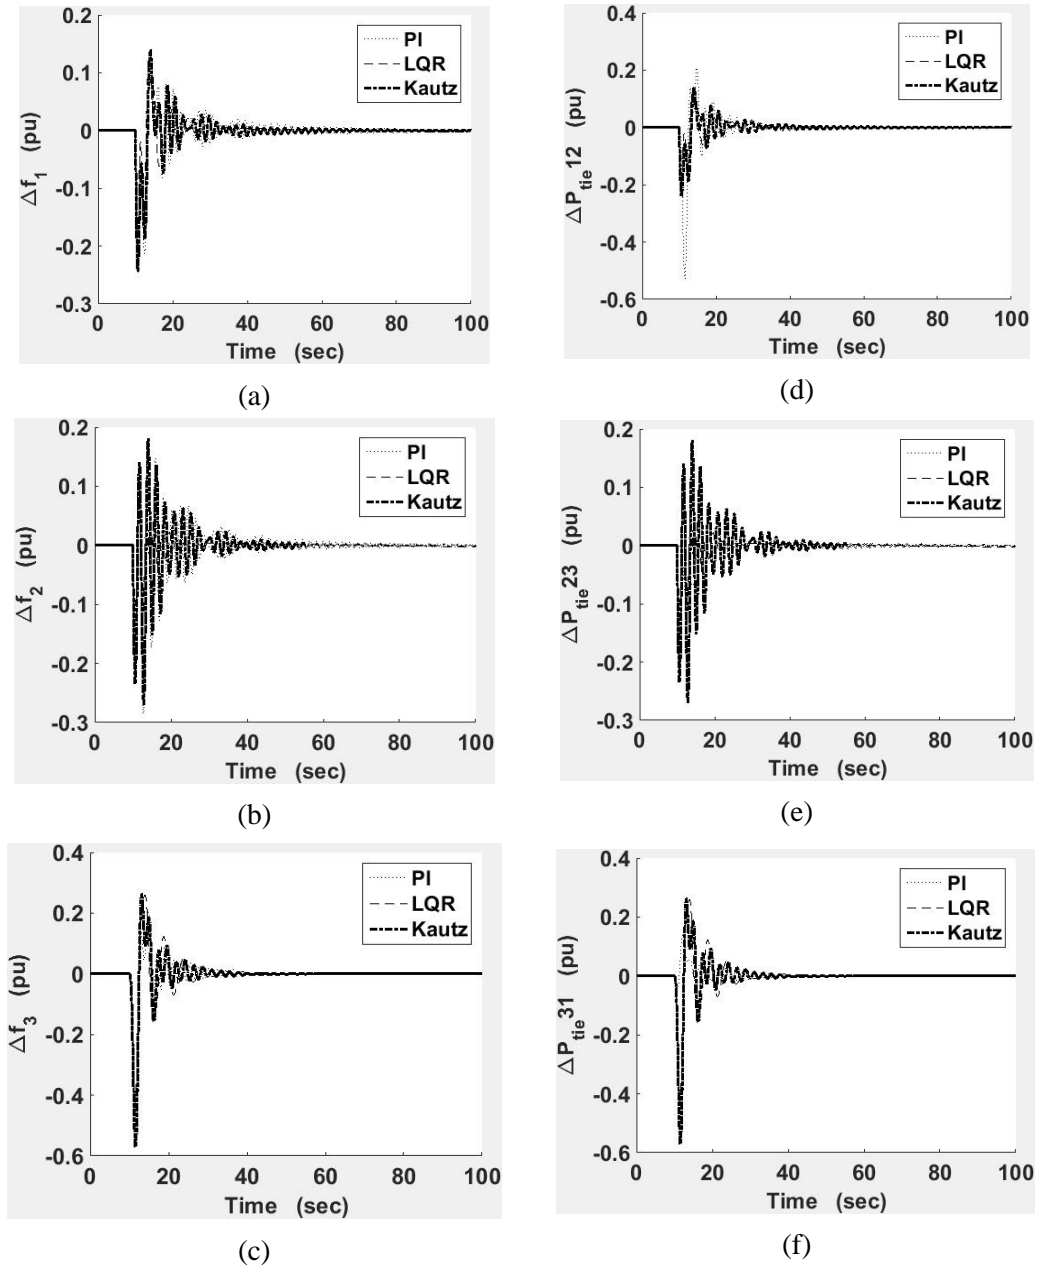 0.2
0.1
0
-0.1
-0.2
-0.3
0 20 40 60 80 100
Δf1 (pu)
Time (sec)
PI
LQR
Kautz
(a)
0.4
0.2
0
-0.2
-0.4
-0.6
0 20 40 60 80 100
ΔPtie12 (pu)
Time (sec)
PI
LQR
Kautz
(d)
0.2
0.1
0
-0.1
-0.2
-0.3
0 20 40 60 80 100
Δf2 (pu)
Time (sec)
PI
LQR
Kautz
(b)
0.2
0.1
0
-0.1
-0.2
-0.3
0 20 40 60 80 100
ΔPtie23 (pu)
Time (sec)
PI
LQR
Kautz
(e)
0.4
0.2
0
-0.2
-0.4
-0.6
0 20 40 60 80 100
Δf3 (pu)
Time (sec)
PI
LQR
Kautz
(c)
0.4
0.2
0
-0.2
-0.4
-0.6
0 20 40 60 80 100
ΔPtie31 (pu)
Time (sec)
PI
LQR
Kautz
(f)